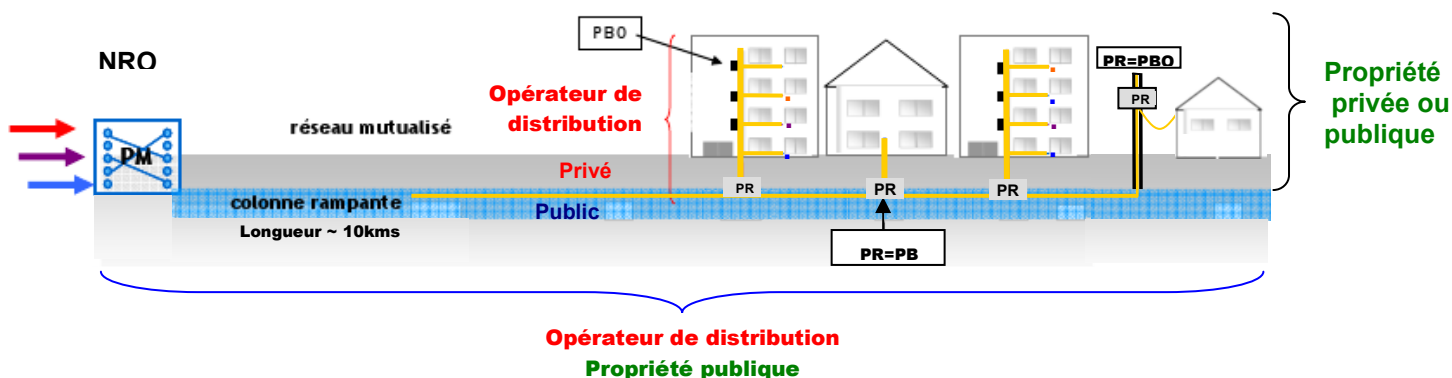 NRO
PM
réseau mutualisé
colonne rampante
Longueur ~ 10kms
PBO
Opérateur de
distribution
Privé
Public
PR
PR
PR
PR=PB
PR=PBO
PR
Propriété
privée ou
publique
Opérateur de distribution
Propriété publique